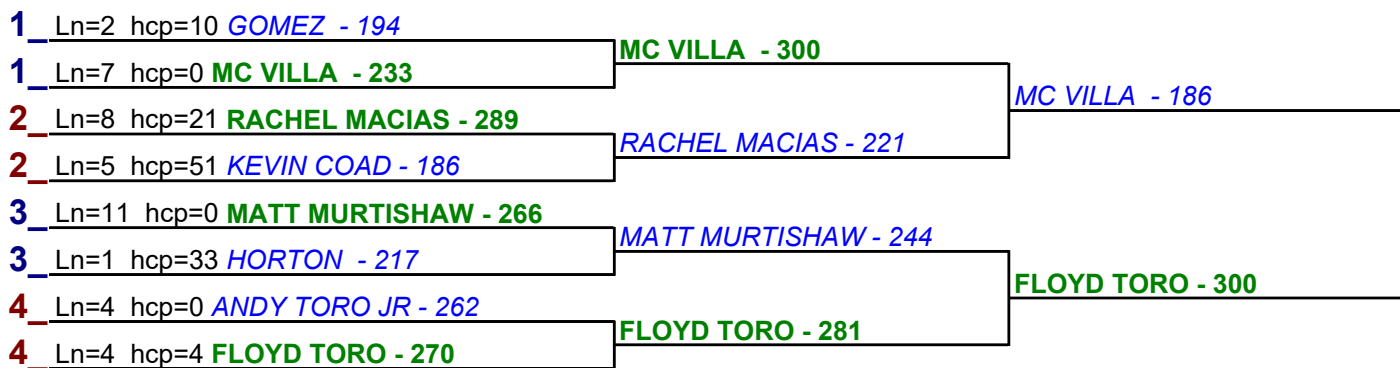 1_ Ln=2 hcp=10 GOMEZ - 194
MC VILLA - 300
1_ Ln=7 hcp=0 MC VILLA - 233
MC VILLA - 186
2_ Ln=8 hcp=21 RACHEL MACIAS - 289
RACHEL MACIAS - 221
2_ Ln=5 hcp=51 KEVIN COAD - 186
3_ Ln=11 hcp=0 MATT MURTISHAW - 266
MATT MURTISHAW - 244
3_ Ln=1 hcp=33 HORTON - 217
FLOYD TORO - 300
4_ Ln=4 hcp=0 ANDY TORO JR - 262
FLOYD TORO - 281
4_ Ln=4 hcp=4 FLOYD TORO - 270